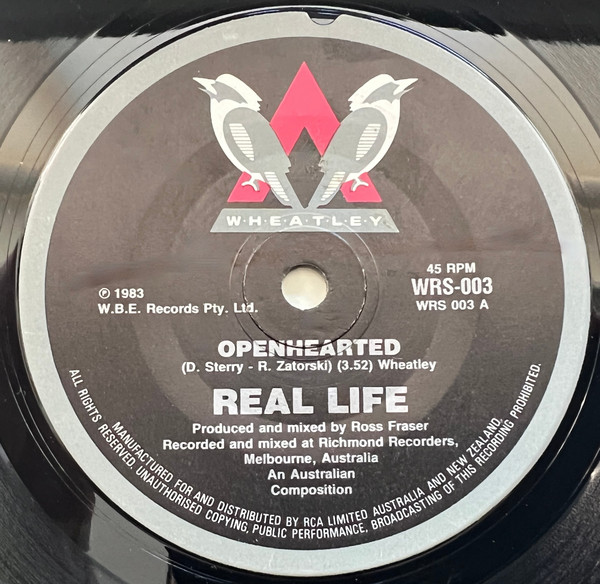 W·H·E·A·T·L·E·Y
45 RPM
WRS-003
WRS 003 A
℗ 1983
W.B.E. Records Pty. Ltd.
OPENHEARTED
(D. Sterry - R. Zatorski) (3.52) Wheatley
REAL LIFE
Produced and mixed by Ross Fraser
Recorded and mixed at Richmond Recorders,
Melbourne, Australia
An Australian
Composition
MANUFACTURED FOR AND DISTRIBUTED BY RCA LIMITED AUSTRALIA AND NEW ZEALAND.
ALL RIGHTS RESERVED. UNAUTHORISED COPYING, PUBLIC PERFORMANCE, BROADCASTING OF THIS RECORDING PROHIBITED.